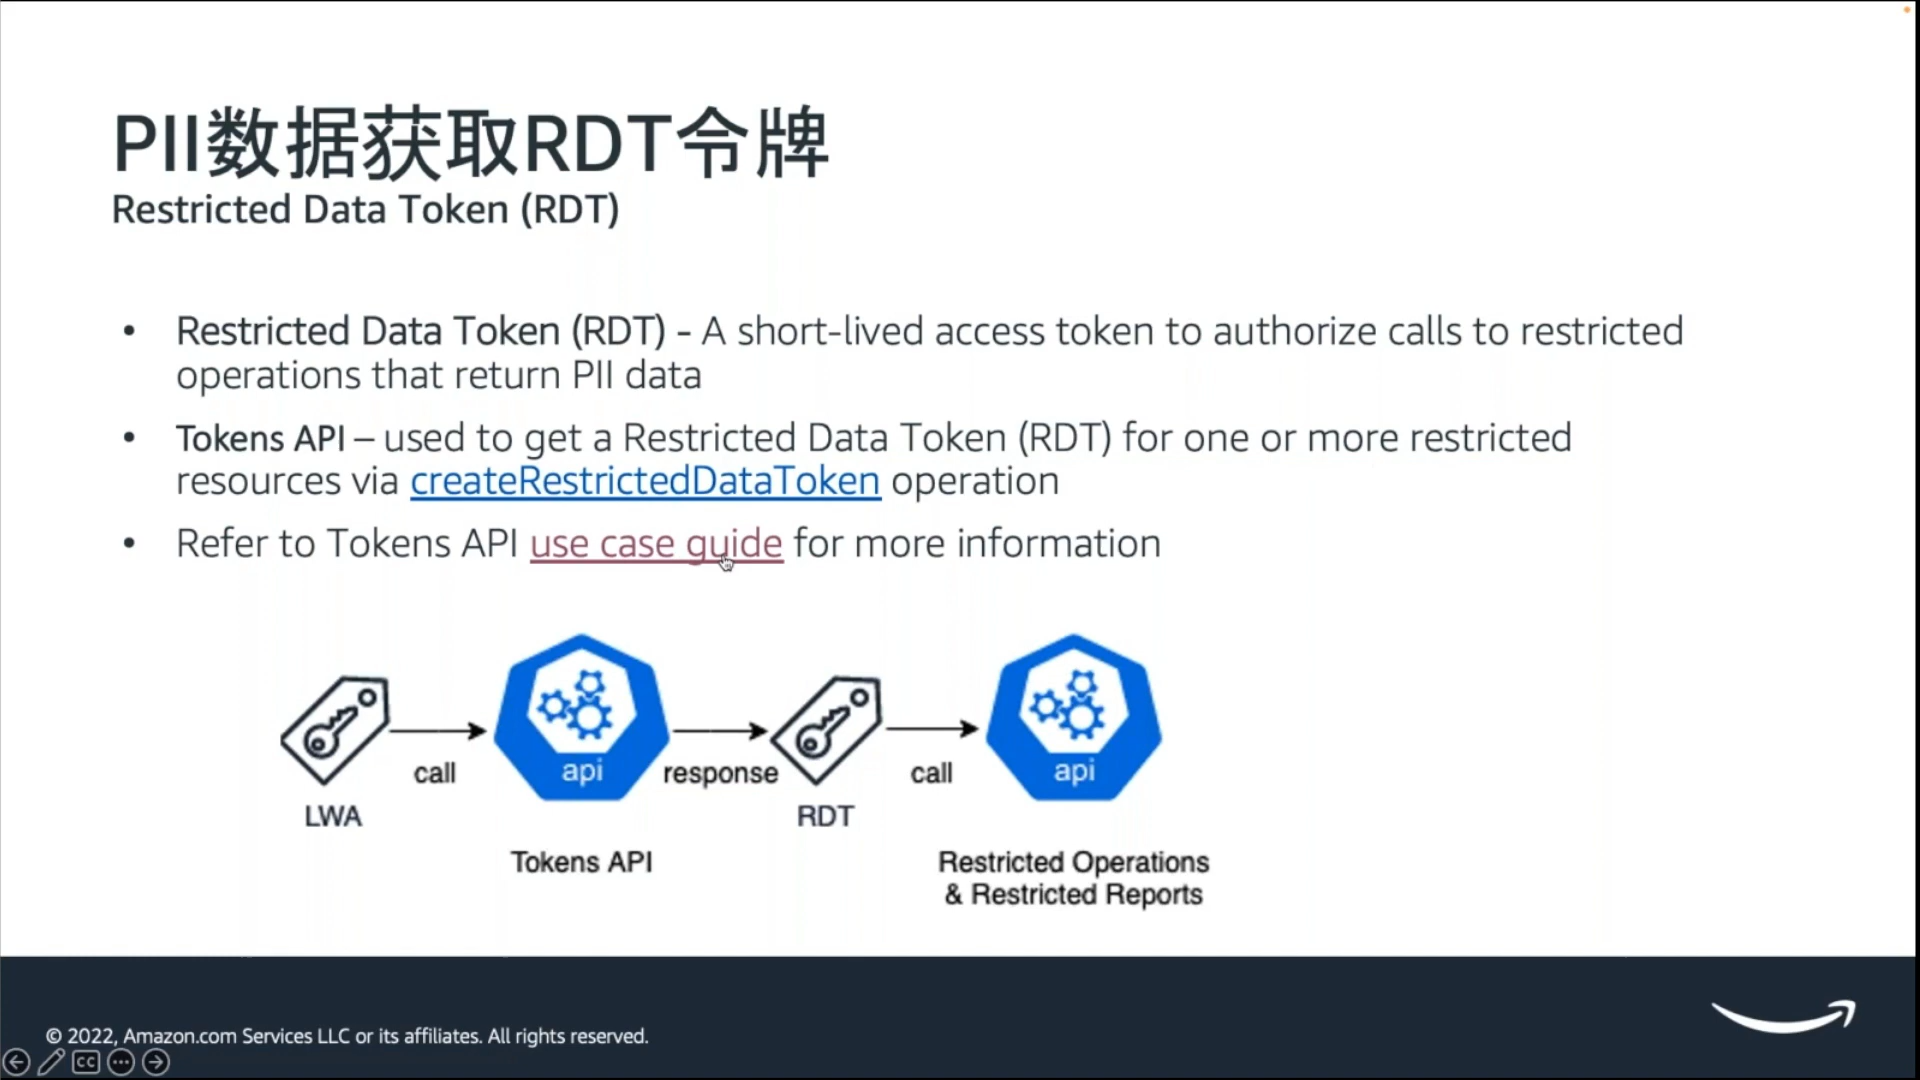 PII数据获取RDT令牌
Restricted Data Token (RDT)
• Restricted Data Token (RDT) - A short-lived access token to authorize calls to restricted
operations that return PII data
• Tokens API – used to get a Restricted Data Token (RDT) for one or more restricted
resources via createRestrictedDataToken operation
• Refer to Tokens API use case guide for more information
api
api
call
response
call
LWA
RDT
Tokens API
Restricted Operations
& Restricted Reports
© 2022, Amazon.com Services LLC or its affiliates. All rights reserved.
CC